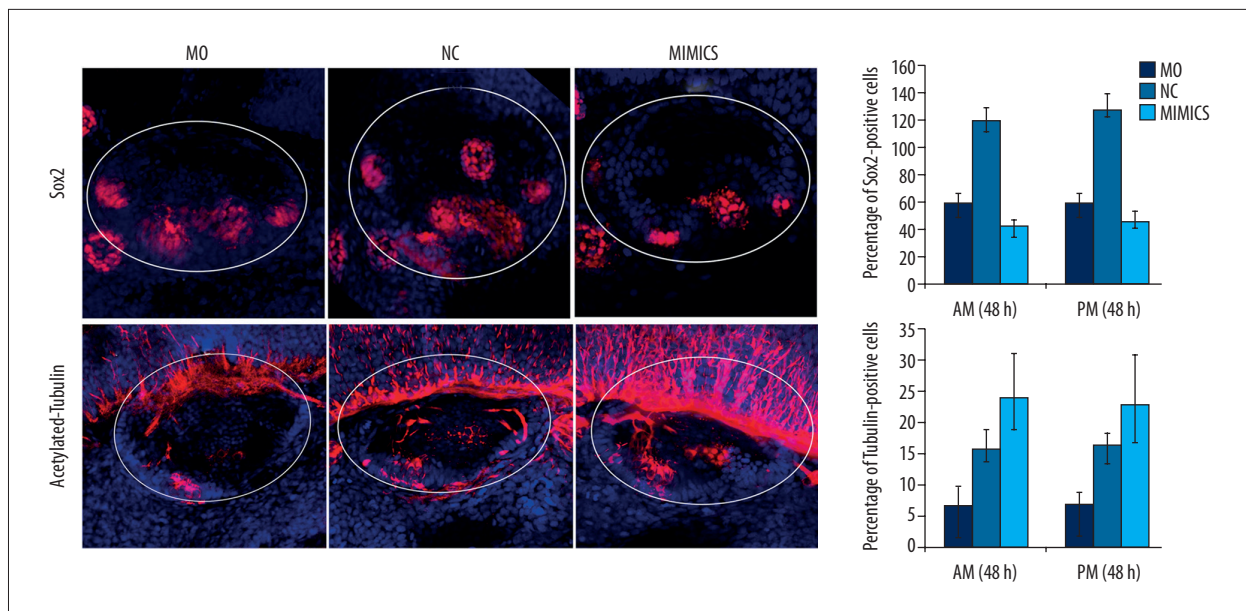 MO
NC
MIMICS
Sox2
Acetylated-Tubulin
Percentage of Sox2-positive cells
160
140
120
100
80
60
40
20
0
AM (48 h)
PM (48 h)
MO
NC
MIMICS
Percentage of Tubulin-positive cells
35
30
25
20
15
10
5
0
AM (48 h)
PM (48 h)